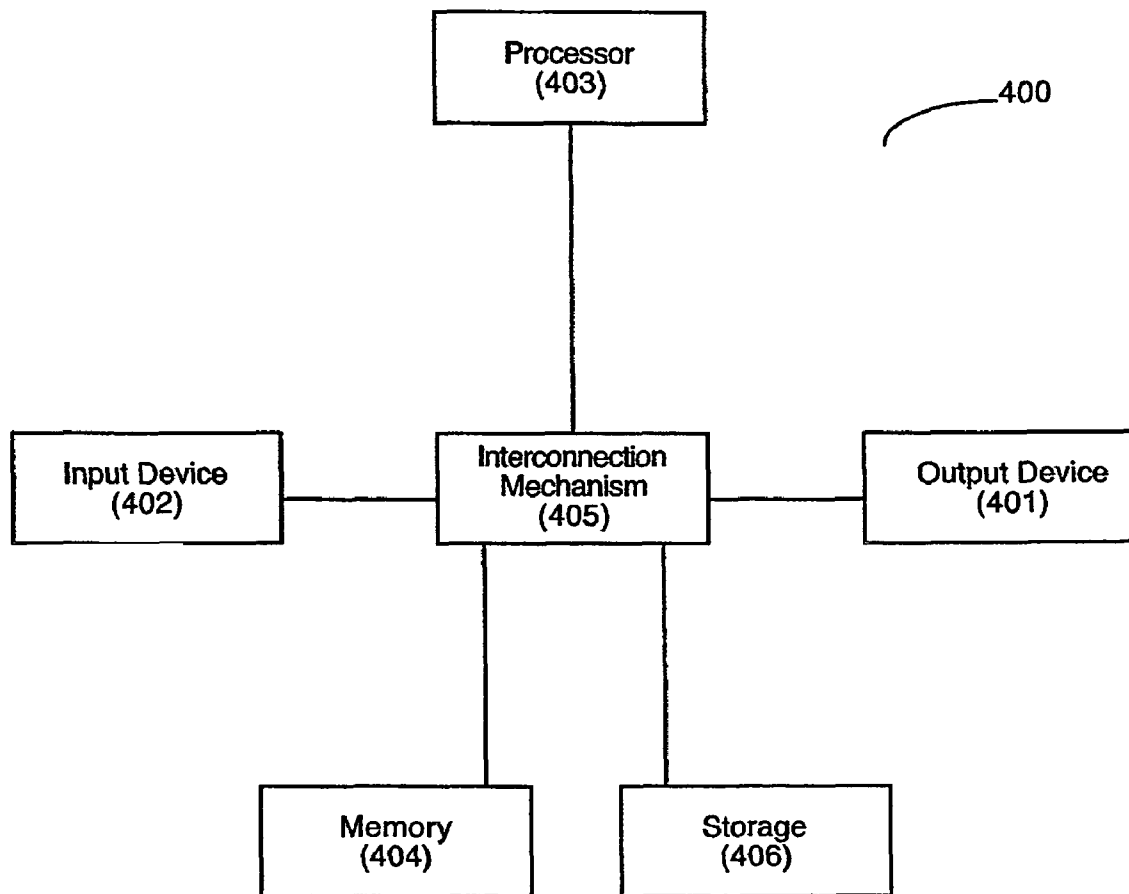 Processor
(403)
400
Input Device
(402)
Interconnection
Mechanism
(405)
Output Device
(401)
Memory
(404)
Storage
(406)